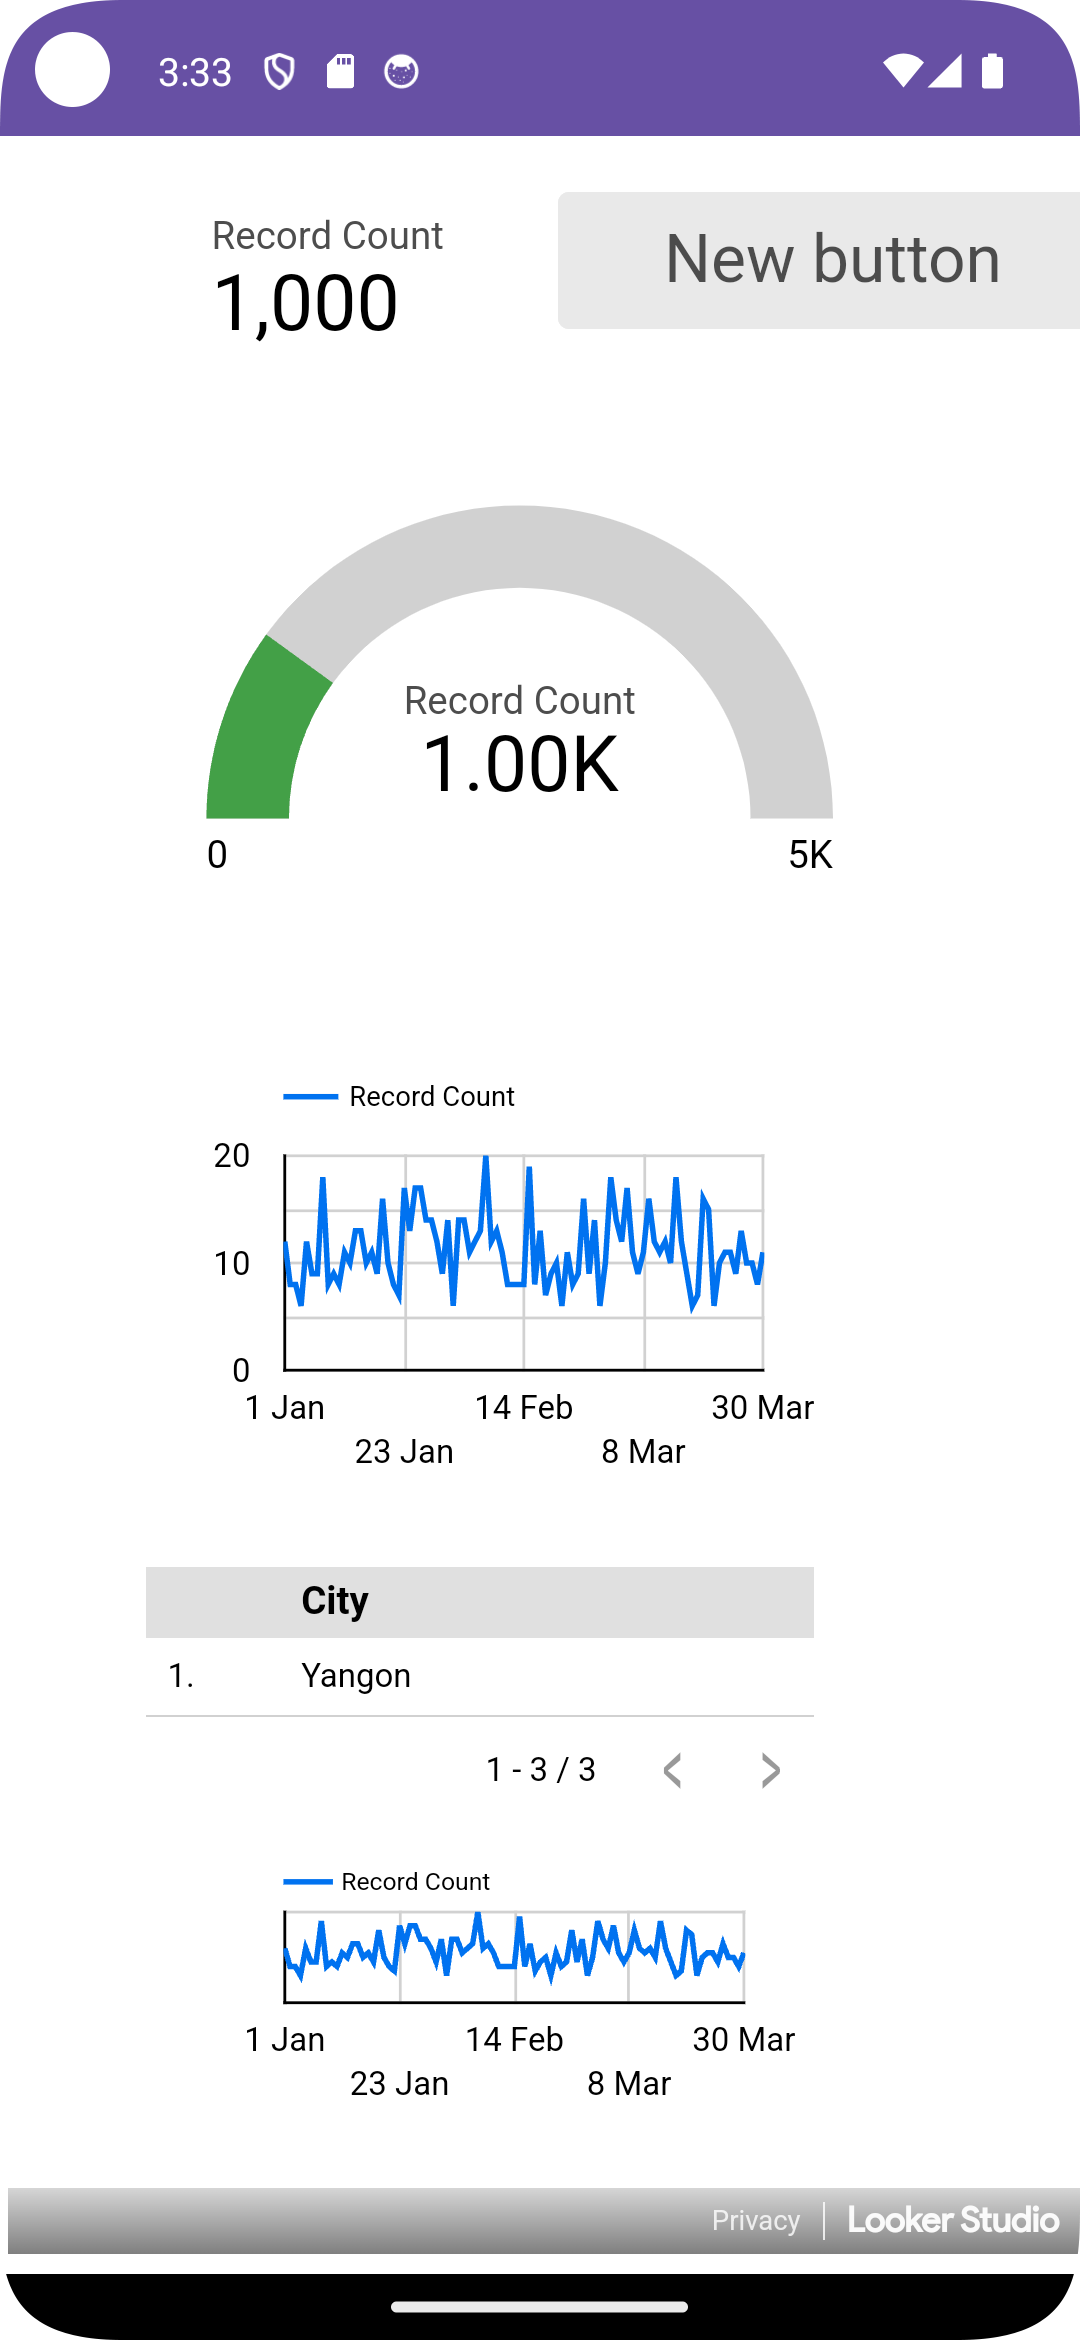 3:33
Record Count
1,000
New button
Record Count
1.00K
0
5K
Record Count
20
10
0
1 Jan
14 Feb
30 Mar
23 Jan
8 Mar
City
1.
Yangon
1 - 3 / 3
Record Count
1 Jan
14 Feb
30 Mar
23 Jan
8 Mar
Privacy
Looker Studio